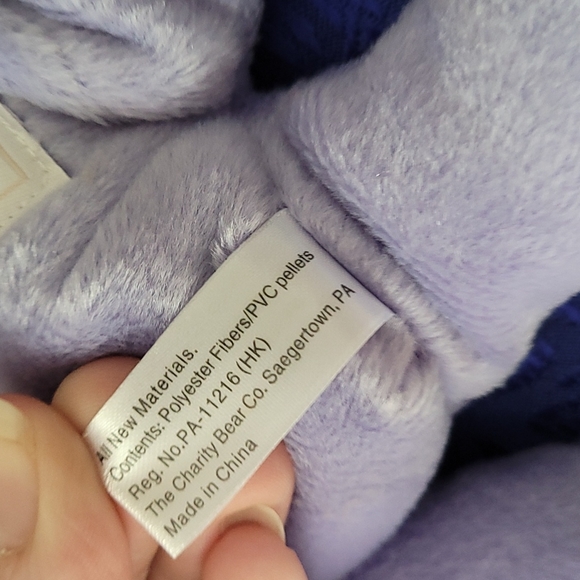 All New Materials.
Contents: Polyester Fibers/PVC pellets
Reg. No.PA-11216 (HK)
The Charity Bear Co. Saegertown, PA
Made in China